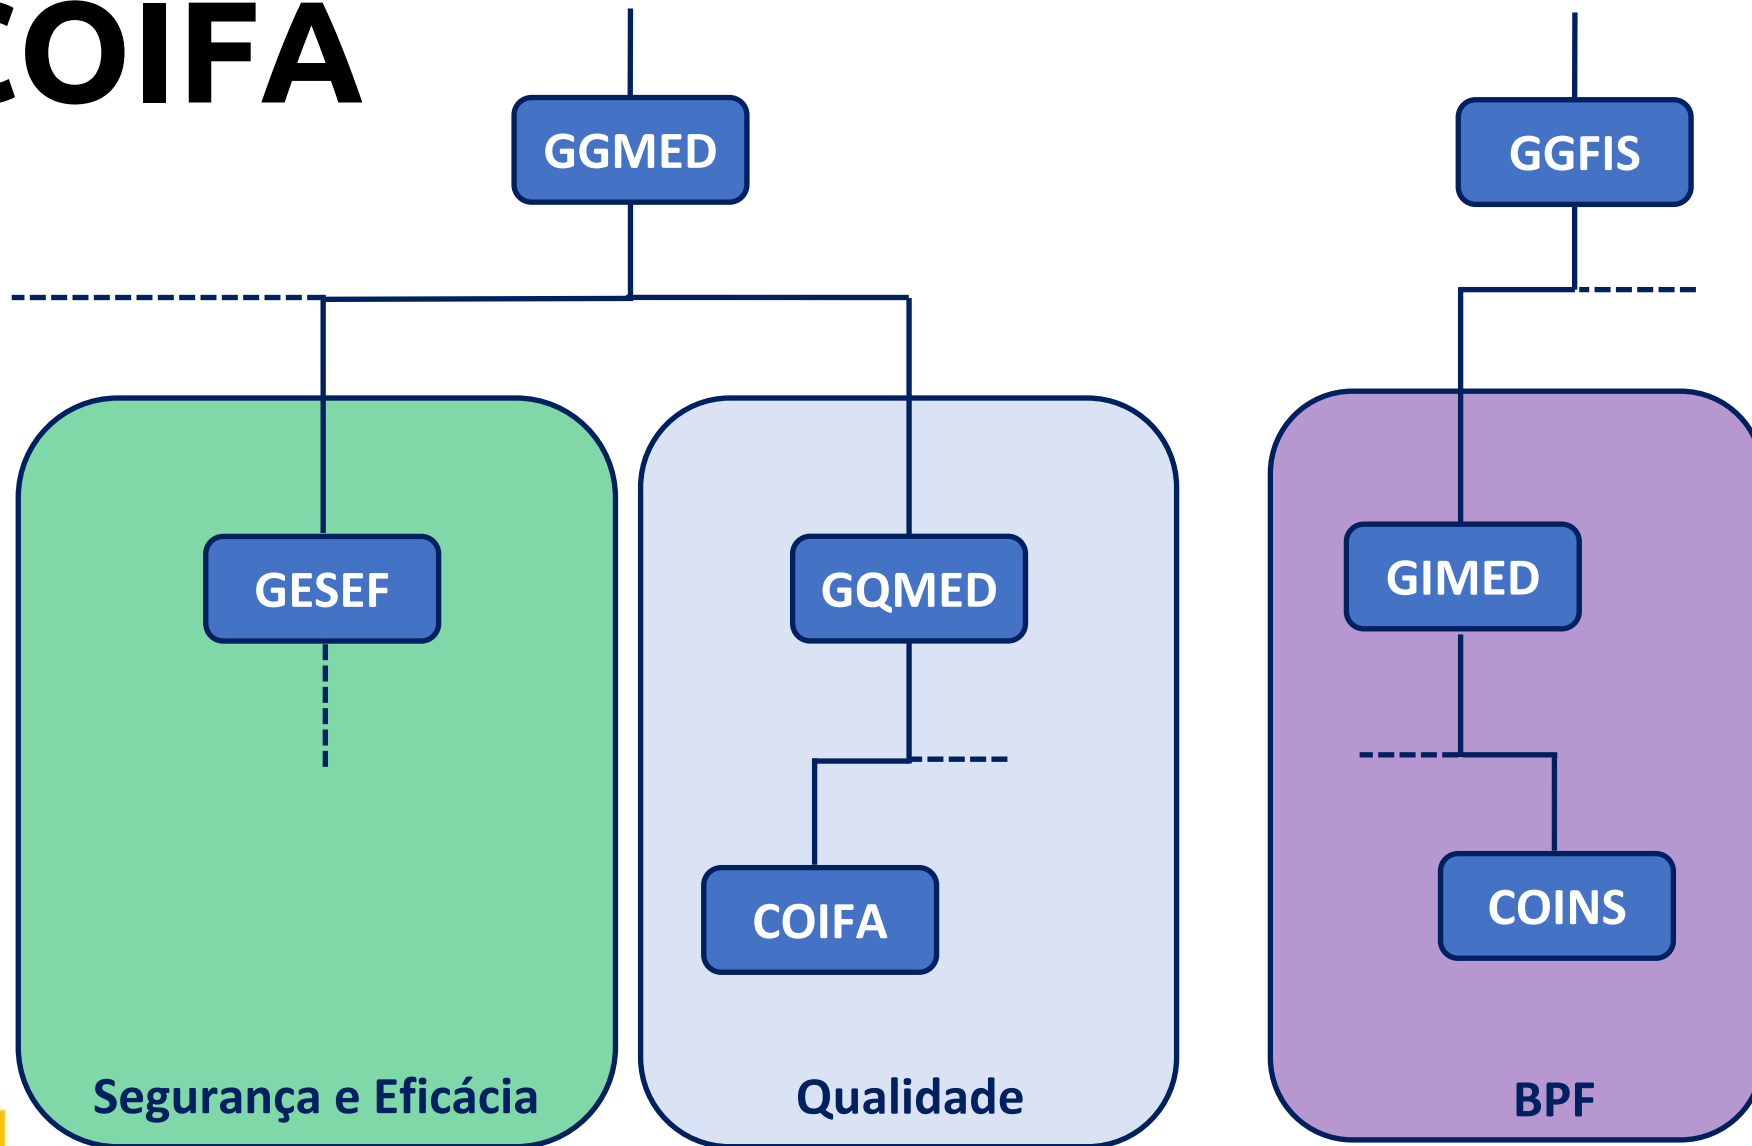 COIFA
GGMED
GGFIS
GESEF
GQMED
GIMED
COIFA
COINS
Segurança e Eficácia
Qualidade
BPF